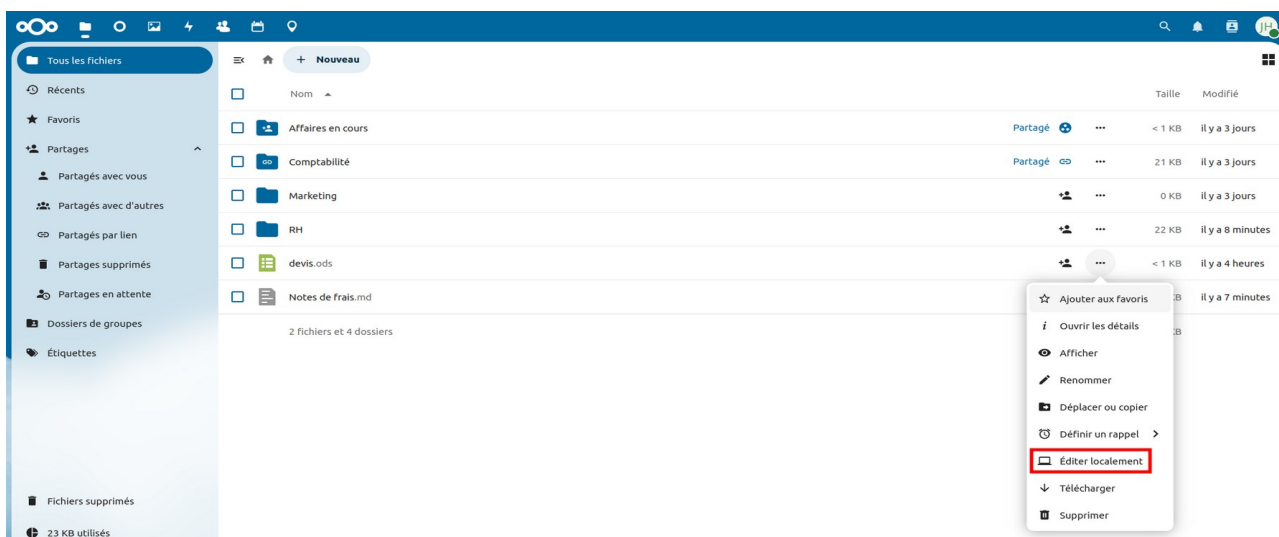 JH
Tous les fichiers
+ Nouveau
Récents
Nom
Taille
Modifié
Favoris
Affaires en cours
Partagé
< 1 KB
il y a 3 jours
Partages
Comptabilité
Partagé
21 KB
il y a 3 jours
Partagés avec vous
Marketing
0 KB
il y a 3 jours
Partagés avec d'autres
RH
22 KB
il y a 8 minutes
Partagés par lien
devis.ods
< 1 KB
il y a 4 heures
Partages supprimés
Notes de frais.md
KB
il y a 7 minutes
Partages en attente
2 fichiers et 4 dossiers
KB
Dossiers de groupes
Étiquettes
Ajouter aux favoris
Ouvrir les détails
Afficher
Renommer
Déplacer ou copier
Définir un rappel
Éditer localement
Télécharger
Supprimer
Fichiers supprimés
23 KB utilisés